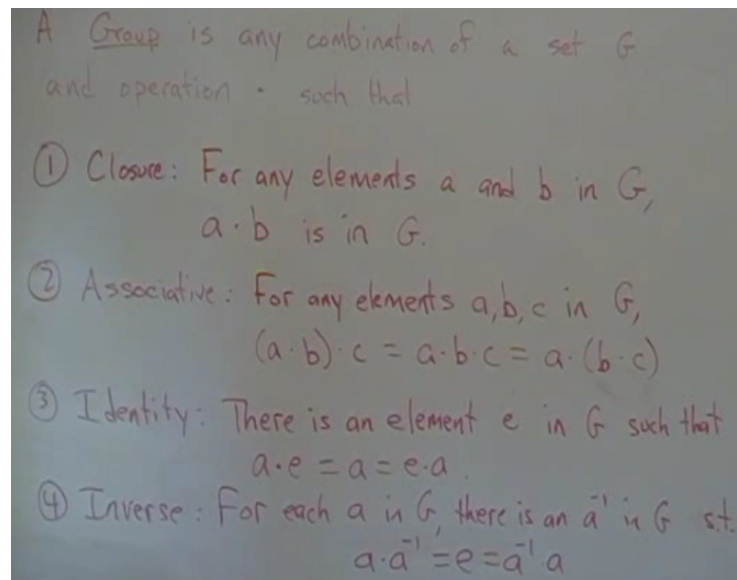 A Group is any combination of a set G
and operation · such that
① Closure: For any elements a and b in G,
a·b is in G.
② Associative: For any elements a,b,c in G,
(a·b)·c = a·b·c = a·(b·c)
③ Identity: There is an element e in G such that
a·e = a = e·a.
④ Inverse: For each a in G, there is an a⁻¹ in G s.t.
a·a⁻¹ = e = a⁻¹·a